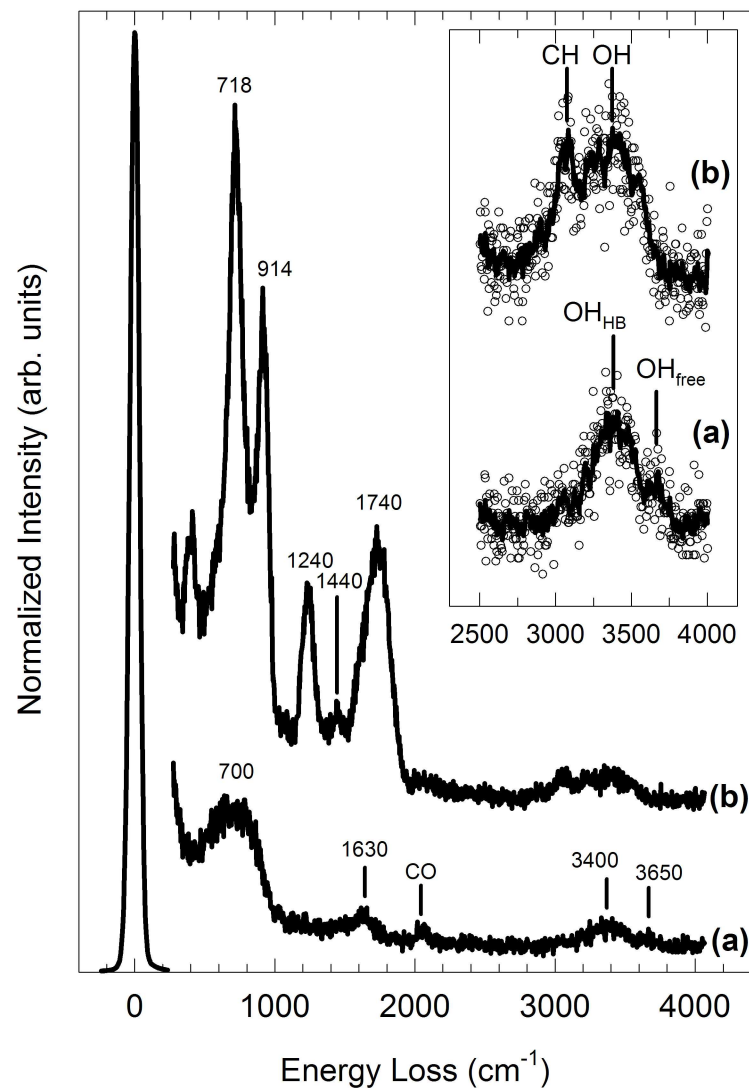 718
914
1240
1440
1740
(b)
700
1630
CO
3400
3650
(a)
CH OH
(b)
OH_HB
OH_free
(a)
2500 3000 3500 4000
0 1000 2000 3000 4000
Energy Loss (cm⁻¹)
Normalized Intensity (arb. units)